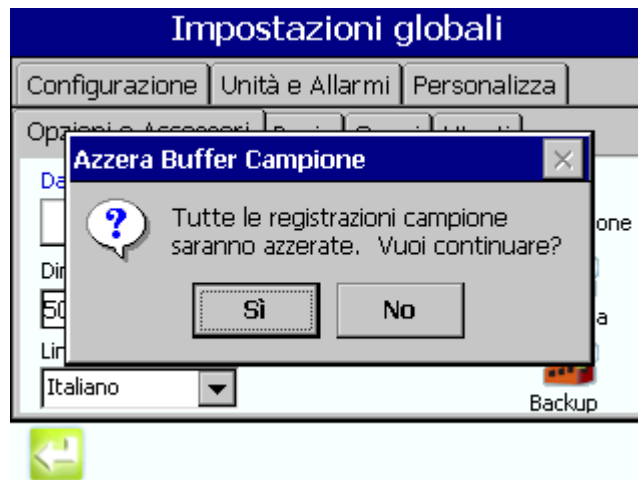 Impostazioni globali
Configurazione Unità e Allarmi Personalizza
Azzera Buffer Campione
Tutte le registrazioni campione
saranno azzerate. Vuoi continuare?
Sì No
50
Italiano
Backup